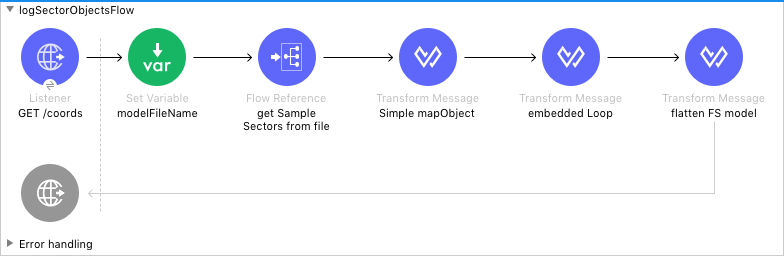 logSectorObjectsFlow
var
Listener
GET /coords
Set Variable
modelFileName
Flow Reference
get Sample
Sectors from file
Transform Message
Simple mapObject
Transform Message
embedded Loop
Transform Message
flatten FS model
Error handling